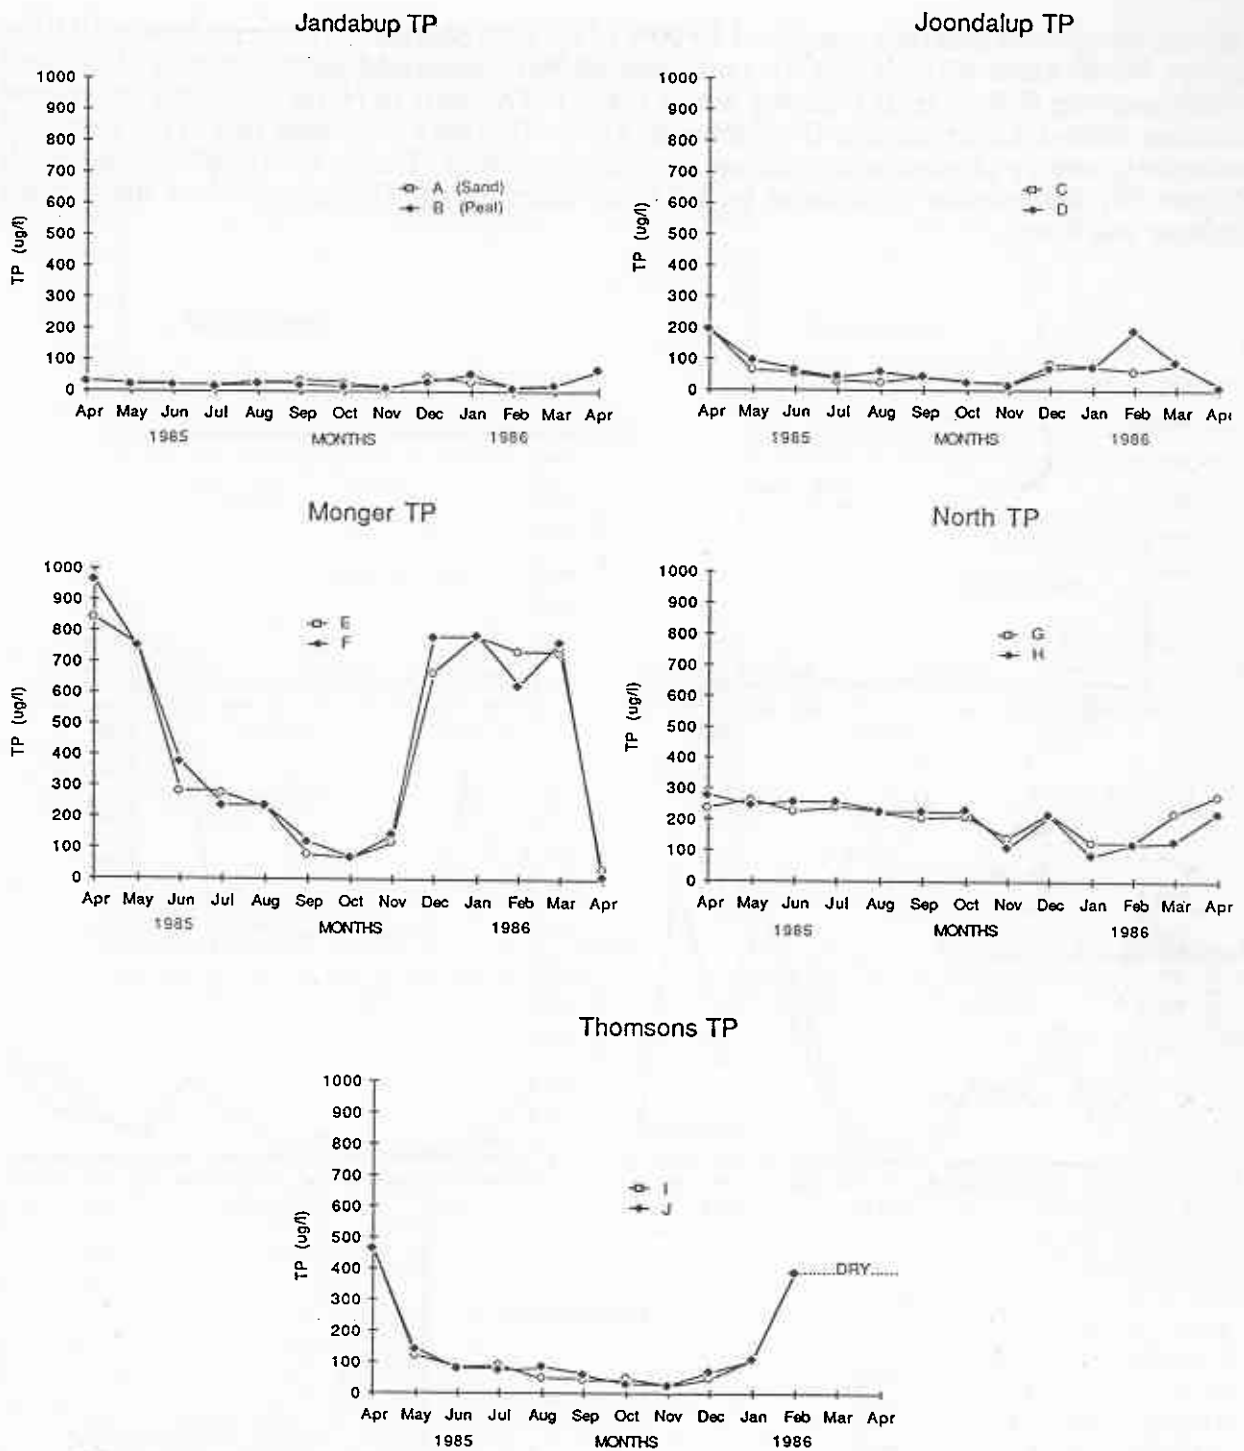 Jandabup TP
1000
900
800
700
600
500
400
300
200
100
0
TP (ug/l)
A (Sand)
B (Peat)
Apr May Jun Jul Aug Sep Oct Nov Dec Jan Feb Mar Apr
1985 MONTHS 1986
Joondalup TP
1000
900
800
700
600
500
400
300
200
100
0
TP (ug/l)
C
D
Apr May Jun Jul Aug Sep Oct Nov Dec Jan Feb Mar Apr
1985 MONTHS 1986
Monger TP
1000
900
800
700
600
500
400
300
200
100
0
TP (ug/l)
E
F
Apr May Jun Jul Aug Sep Oct Nov Dec Jan Feb Mar Apr
1985 MONTHS 1986
North TP
1000
900
800
700
600
500
400
300
200
100
0
TP (ug/l)
G
H
Apr May Jun Jul Aug Sep Oct Nov Dec Jan Feb Mar Apr
1985 MONTHS 1986
Thomsons TP
1000
900
800
700
600
500
400
300
200
100
0
TP (ug/l)
I
J
DRY
Apr May Jun Jul Aug Sep Oct Nov Dec Jan Feb Mar Apr
1985 MONTHS 1986